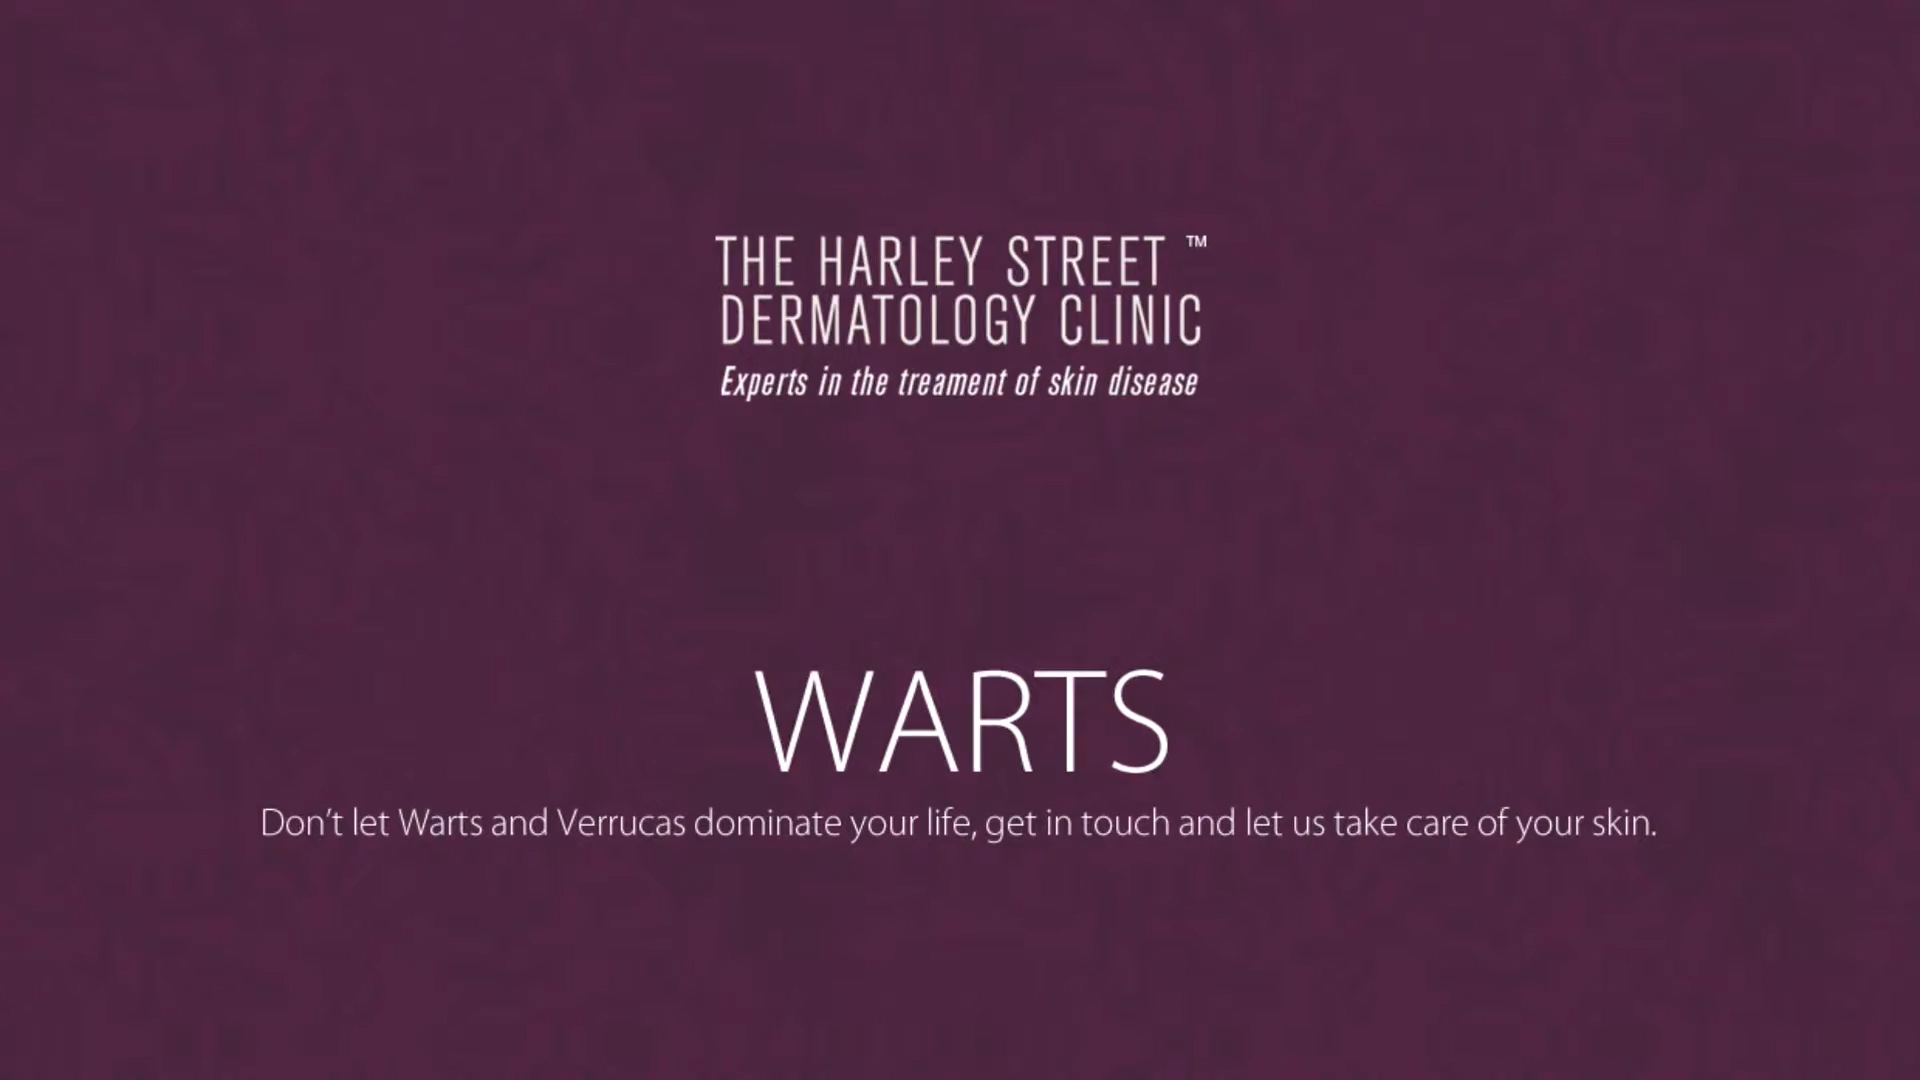 THE HARLEY STREET ™
DERMATOLOGY CLINIC
Experts in the treament of skin disease
WARTS
Don't let Warts and Verrucas dominate your life, get in touch and let us take care of your skin.